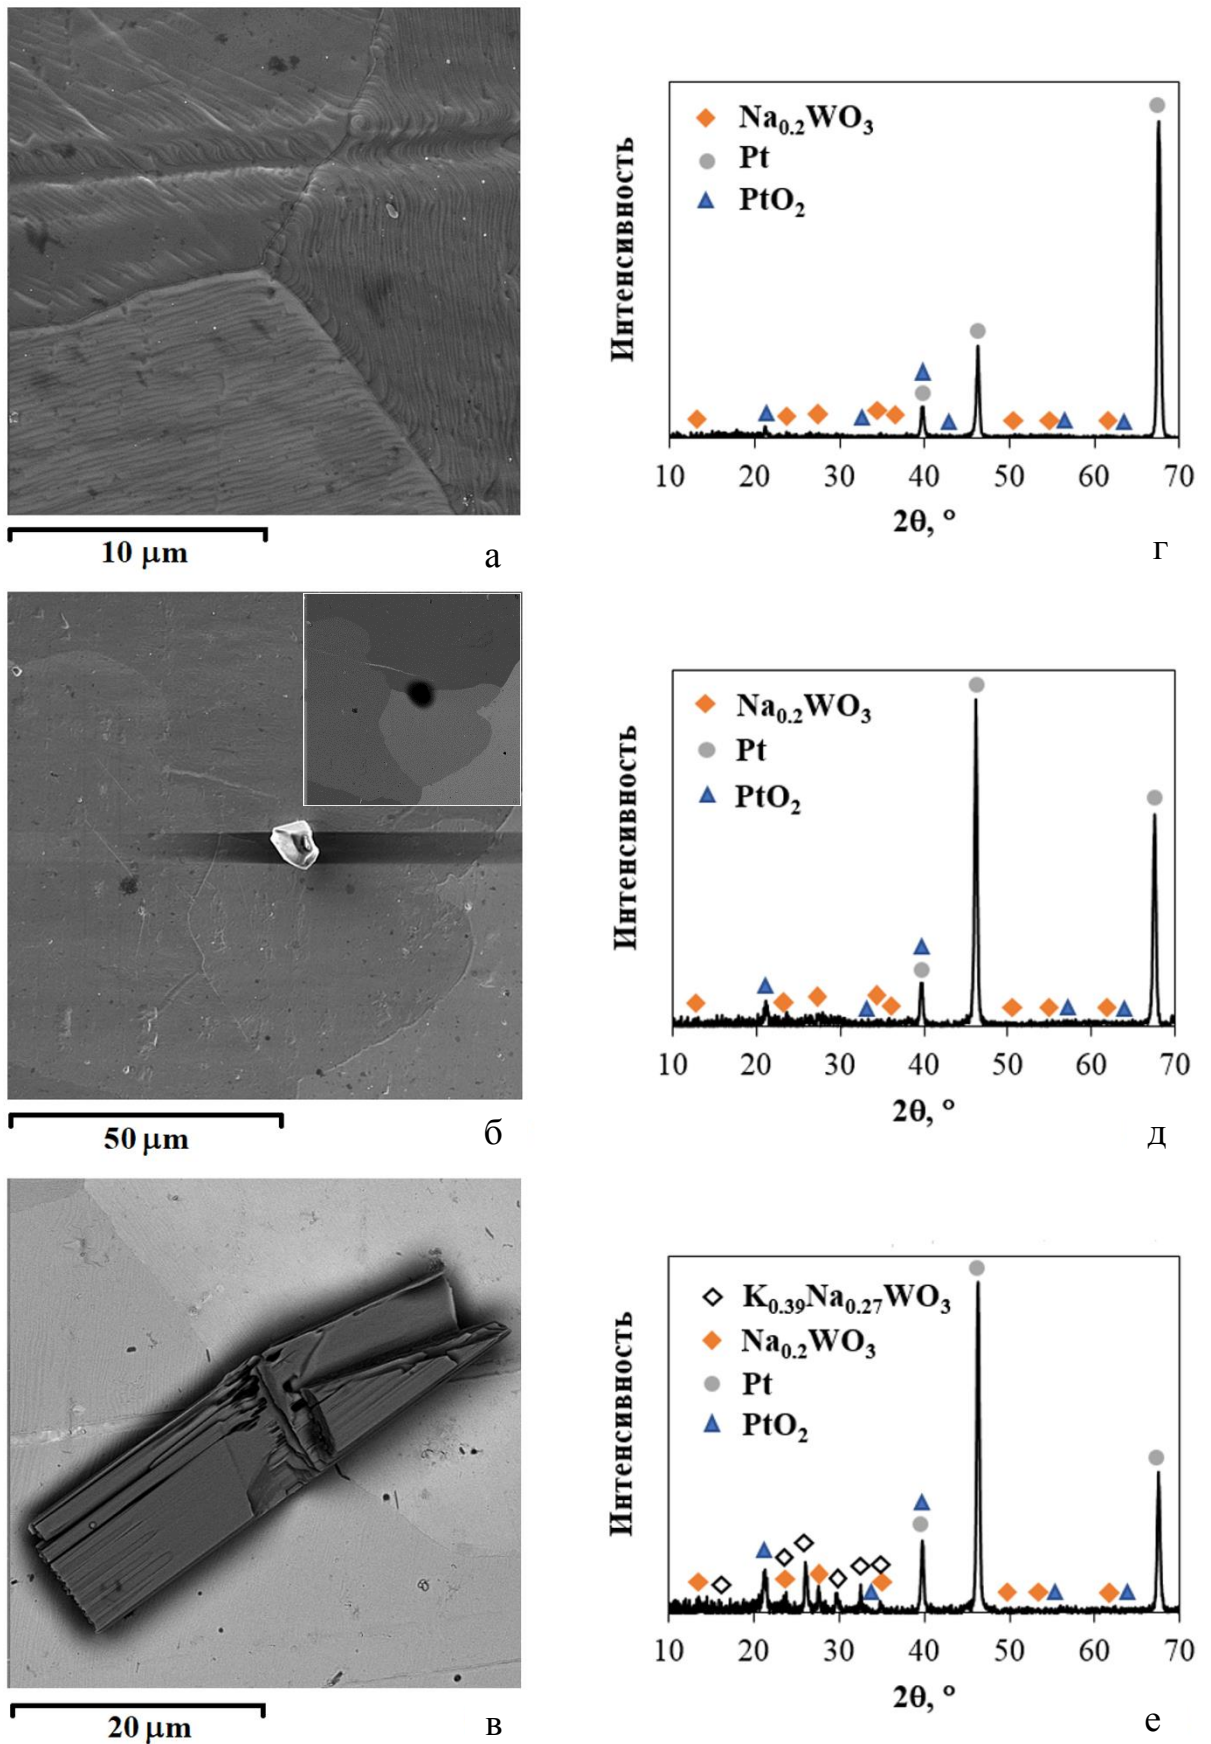 10 μm
а
Интенсивность
Na0.2WO3
Pt
PtO2
10 20 30 40 50 60 70
2θ, °
г
50 μm
б
Интенсивность
Na0.2WO3
Pt
PtO2
10 20 30 40 50 60 70
2θ, °
д
20 μm
в
Интенсивность
K0.39Na0.27WO3
Na0.2WO3
Pt
PtO2
10 20 30 40 50 60 70
2θ, °
е